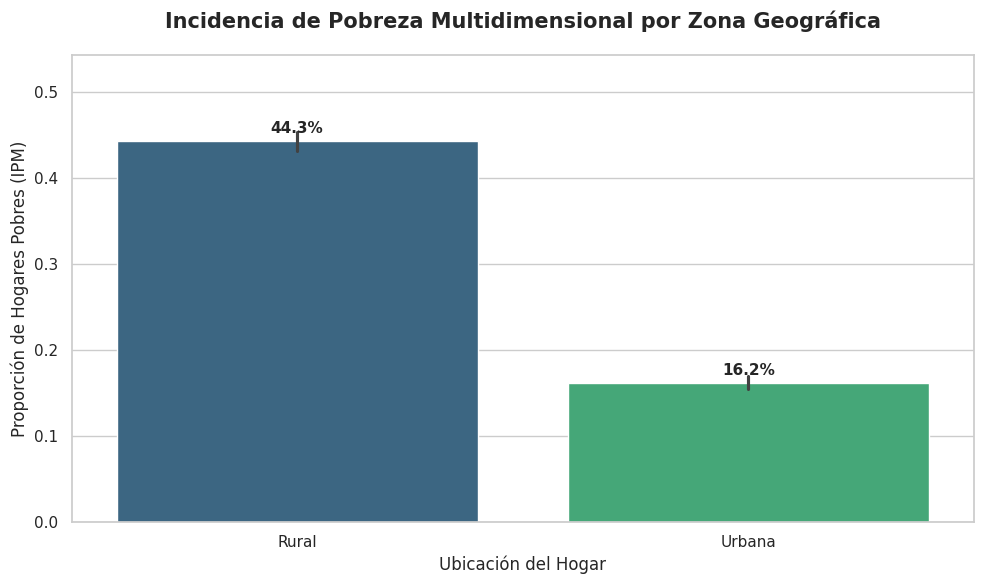 Incidencia de Pobreza Multidimensional por Zona Geográfica
Proporción de Hogares Pobres (IPM)
0.5
0.4
0.3
0.2
0.1
0.0
44.3%
16.2%
Rural
Urbana
Ubicación del Hogar